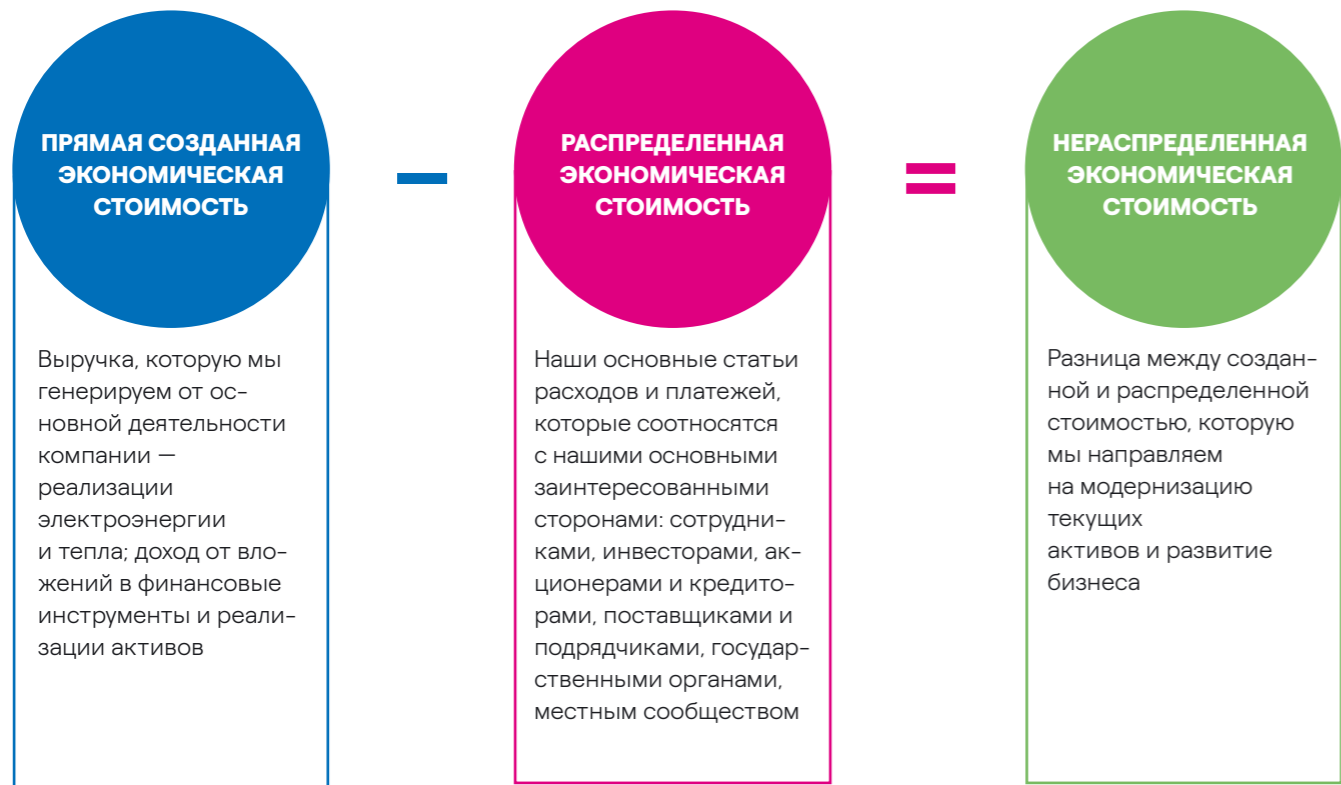 ПРЯМАЯ СОЗДАННАЯ
ЭКОНОМИЧЕСКАЯ
СТОИМОСТЬ
Выручка, которую мы
генерируем от ос-
новной деятельности
компании —
реализации
электроэнергии
и тепла; доход от вло-
жений в финансовые
инструменты и реали-
зации активов
–
РАСПРЕДЕЛЕННАЯ
ЭКОНОМИЧЕСКАЯ
СТОИМОСТЬ
Наши основные статьи
расходов и платежей,
которые соотносятся
с нашими основными
заинтересованными
сторонами: сотрудни-
ками, инвесторами, ак-
ционерами и кредито-
рами, поставщиками и
подрядчиками, государ-
ственными органами,
местным сообществом
=
НЕРАСПРЕДЕЛЕННАЯ
ЭКОНОМИЧЕСКАЯ
СТОИМОСТЬ
Разница между создан-
ной и распределенной
стоимостью, которую
мы направляем
на модернизацию
текущих
активов и развитие
бизнеса